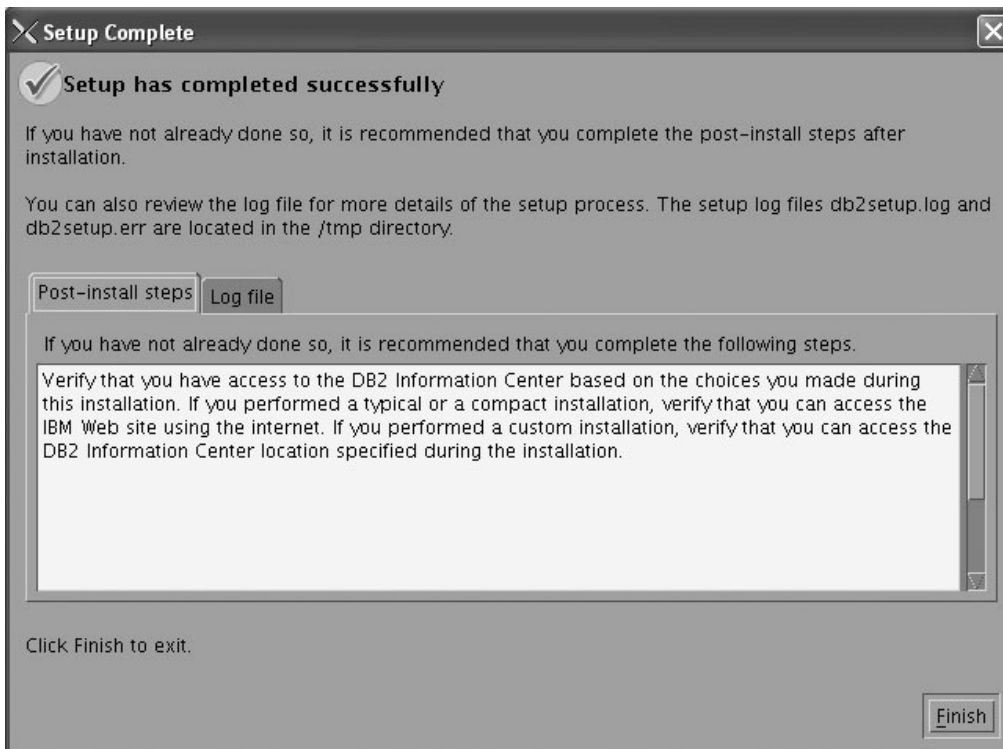 Setup Complete
Setup has completed successfully
If you have not already done so, it is recommended that you complete the post-install steps after
installation.
You can also review the log file for more details of the setup process. The setup log files db2setup.log and
db2setup.err are located in the /tmp directory.
Post-install steps
Log file
If you have not already done so, it is recommended that you complete the following steps.
Verify that you have access to the DB2 Information Center based on the choices you made during
this installation. If you performed a typical or a compact installation, verify that you can access the
IBM Web site using the internet. If you performed a custom installation, verify that you can access the
DB2 Information Center location specified during the installation.
Click Finish to exit.
Finish